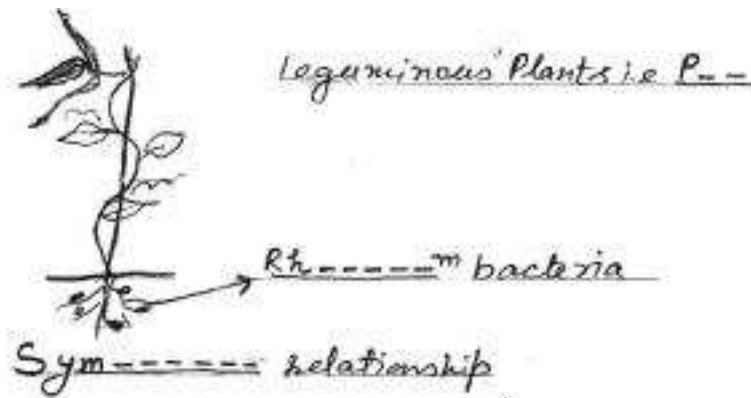 Leguminous Plants i.e P---
Rh------m bacteria
Sym------- relationship